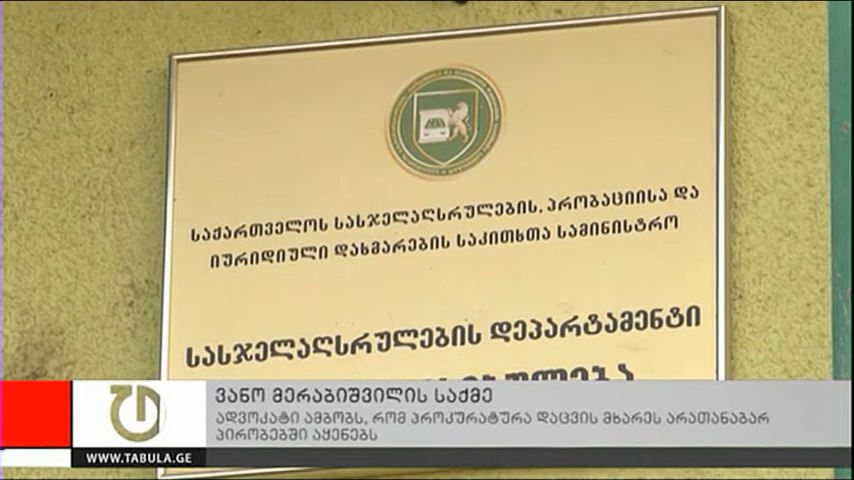 საქართველოს სასჯელაღსრულების, პრობაციისა და
იურიდიული დახმარების საკითხთა სამინისტრო
სასჯელაღსრულების დეპარტამენტი
ვანო მერაბიშვილის საქმე
ადვოკატი ამბობს, რომ პროკურატურა დაცვის მხარეს არათანაბარ
პირობებში აყენებს
WWW.TABULA.GE